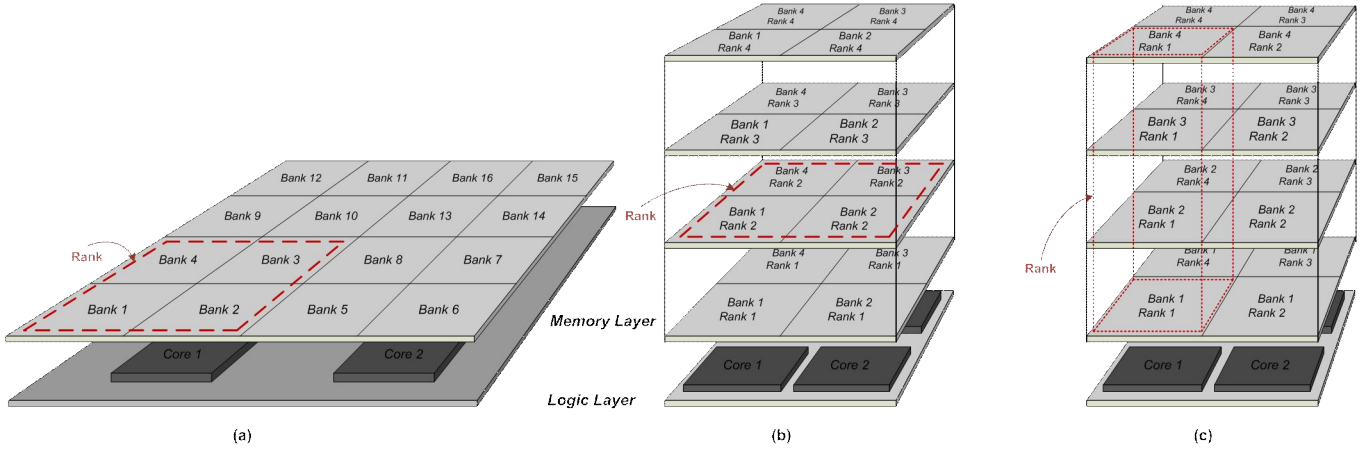 Bank 12
Bank 11
Bank 16
Bank 15
Bank 9
Bank 10
Bank 13
Bank 14
Rank
Bank 4
Bank 3
Bank 8
Bank 7
Bank 1
Bank 2
Bank 5
Bank 6
Core 1
Core 2
(a)
Memory Layer
Logic Layer
Bank 4
Rank 4
Bank 3
Rank 4
Bank 1
Rank 4
Bank 2
Rank 4
Bank 4
Rank 3
Bank 3
Rank 3
Bank 1
Rank 3
Bank 2
Rank 3
Rank
Bank 4
Rank 2
Bank 3
Rank 2
Bank 1
Rank 2
Bank 2
Rank 2
Bank 4
Rank 1
Bank 3
Rank 1
Bank 1
Rank 1
Bank 2
Rank 1
Core 1
Core 2
(b)
Bank 4
Rank 4
Bank 4
Rank 3
Bank 4
Rank 1
Bank 4
Rank 2
Bank 3
Rank 4
Bank 3
Rank 3
Bank 3
Rank 1
Bank 3
Rank 2
Bank 2
Rank 4
Bank 2
Rank 3
Bank 2
Rank 1
Bank 2
Rank 2
Rank
Bank 1
Rank 4
Bank 1
Rank 3
Bank 1
Rank 1
Bank 1
Rank 2
Core 1
Core 2
(c)